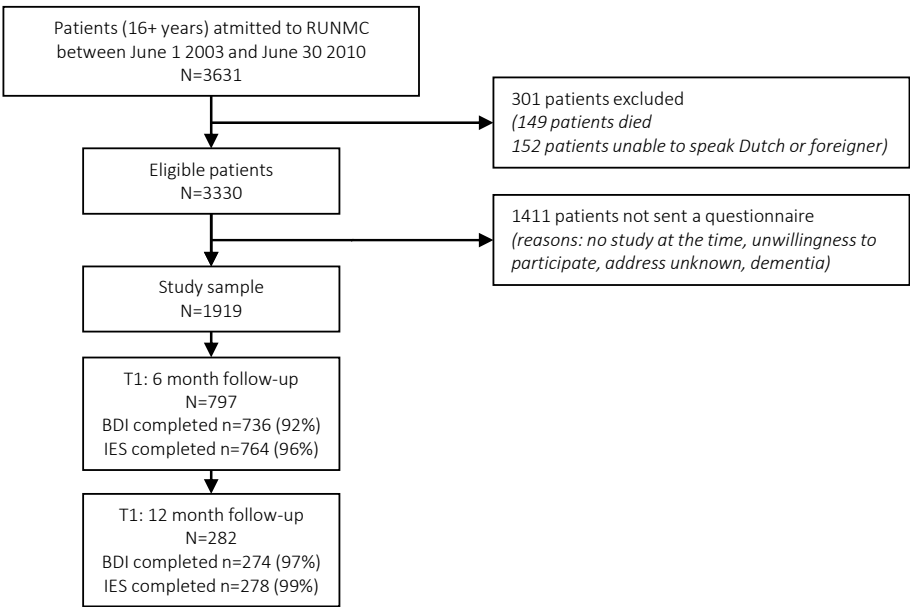 Patients (16+ years) atmitted to RUNMC
between June 1 2003 and June 30 2010
N=3631
301 patients excluded
(149 patients died
152 patients unable to speak Dutch or foreigner)
Eligible patients
N=3330
1411 patients not sent a questionnaire
(reasons: no study at the time, unwillingness to
participate, address unknown, dementia)
Study sample
N=1919
T1: 6 month follow-up
N=797
BDI completed n=736 (92%)
IES completed n=764 (96%)
T1: 12 month follow-up
N=282
BDI completed n=274 (97%)
IES completed n=278 (99%)